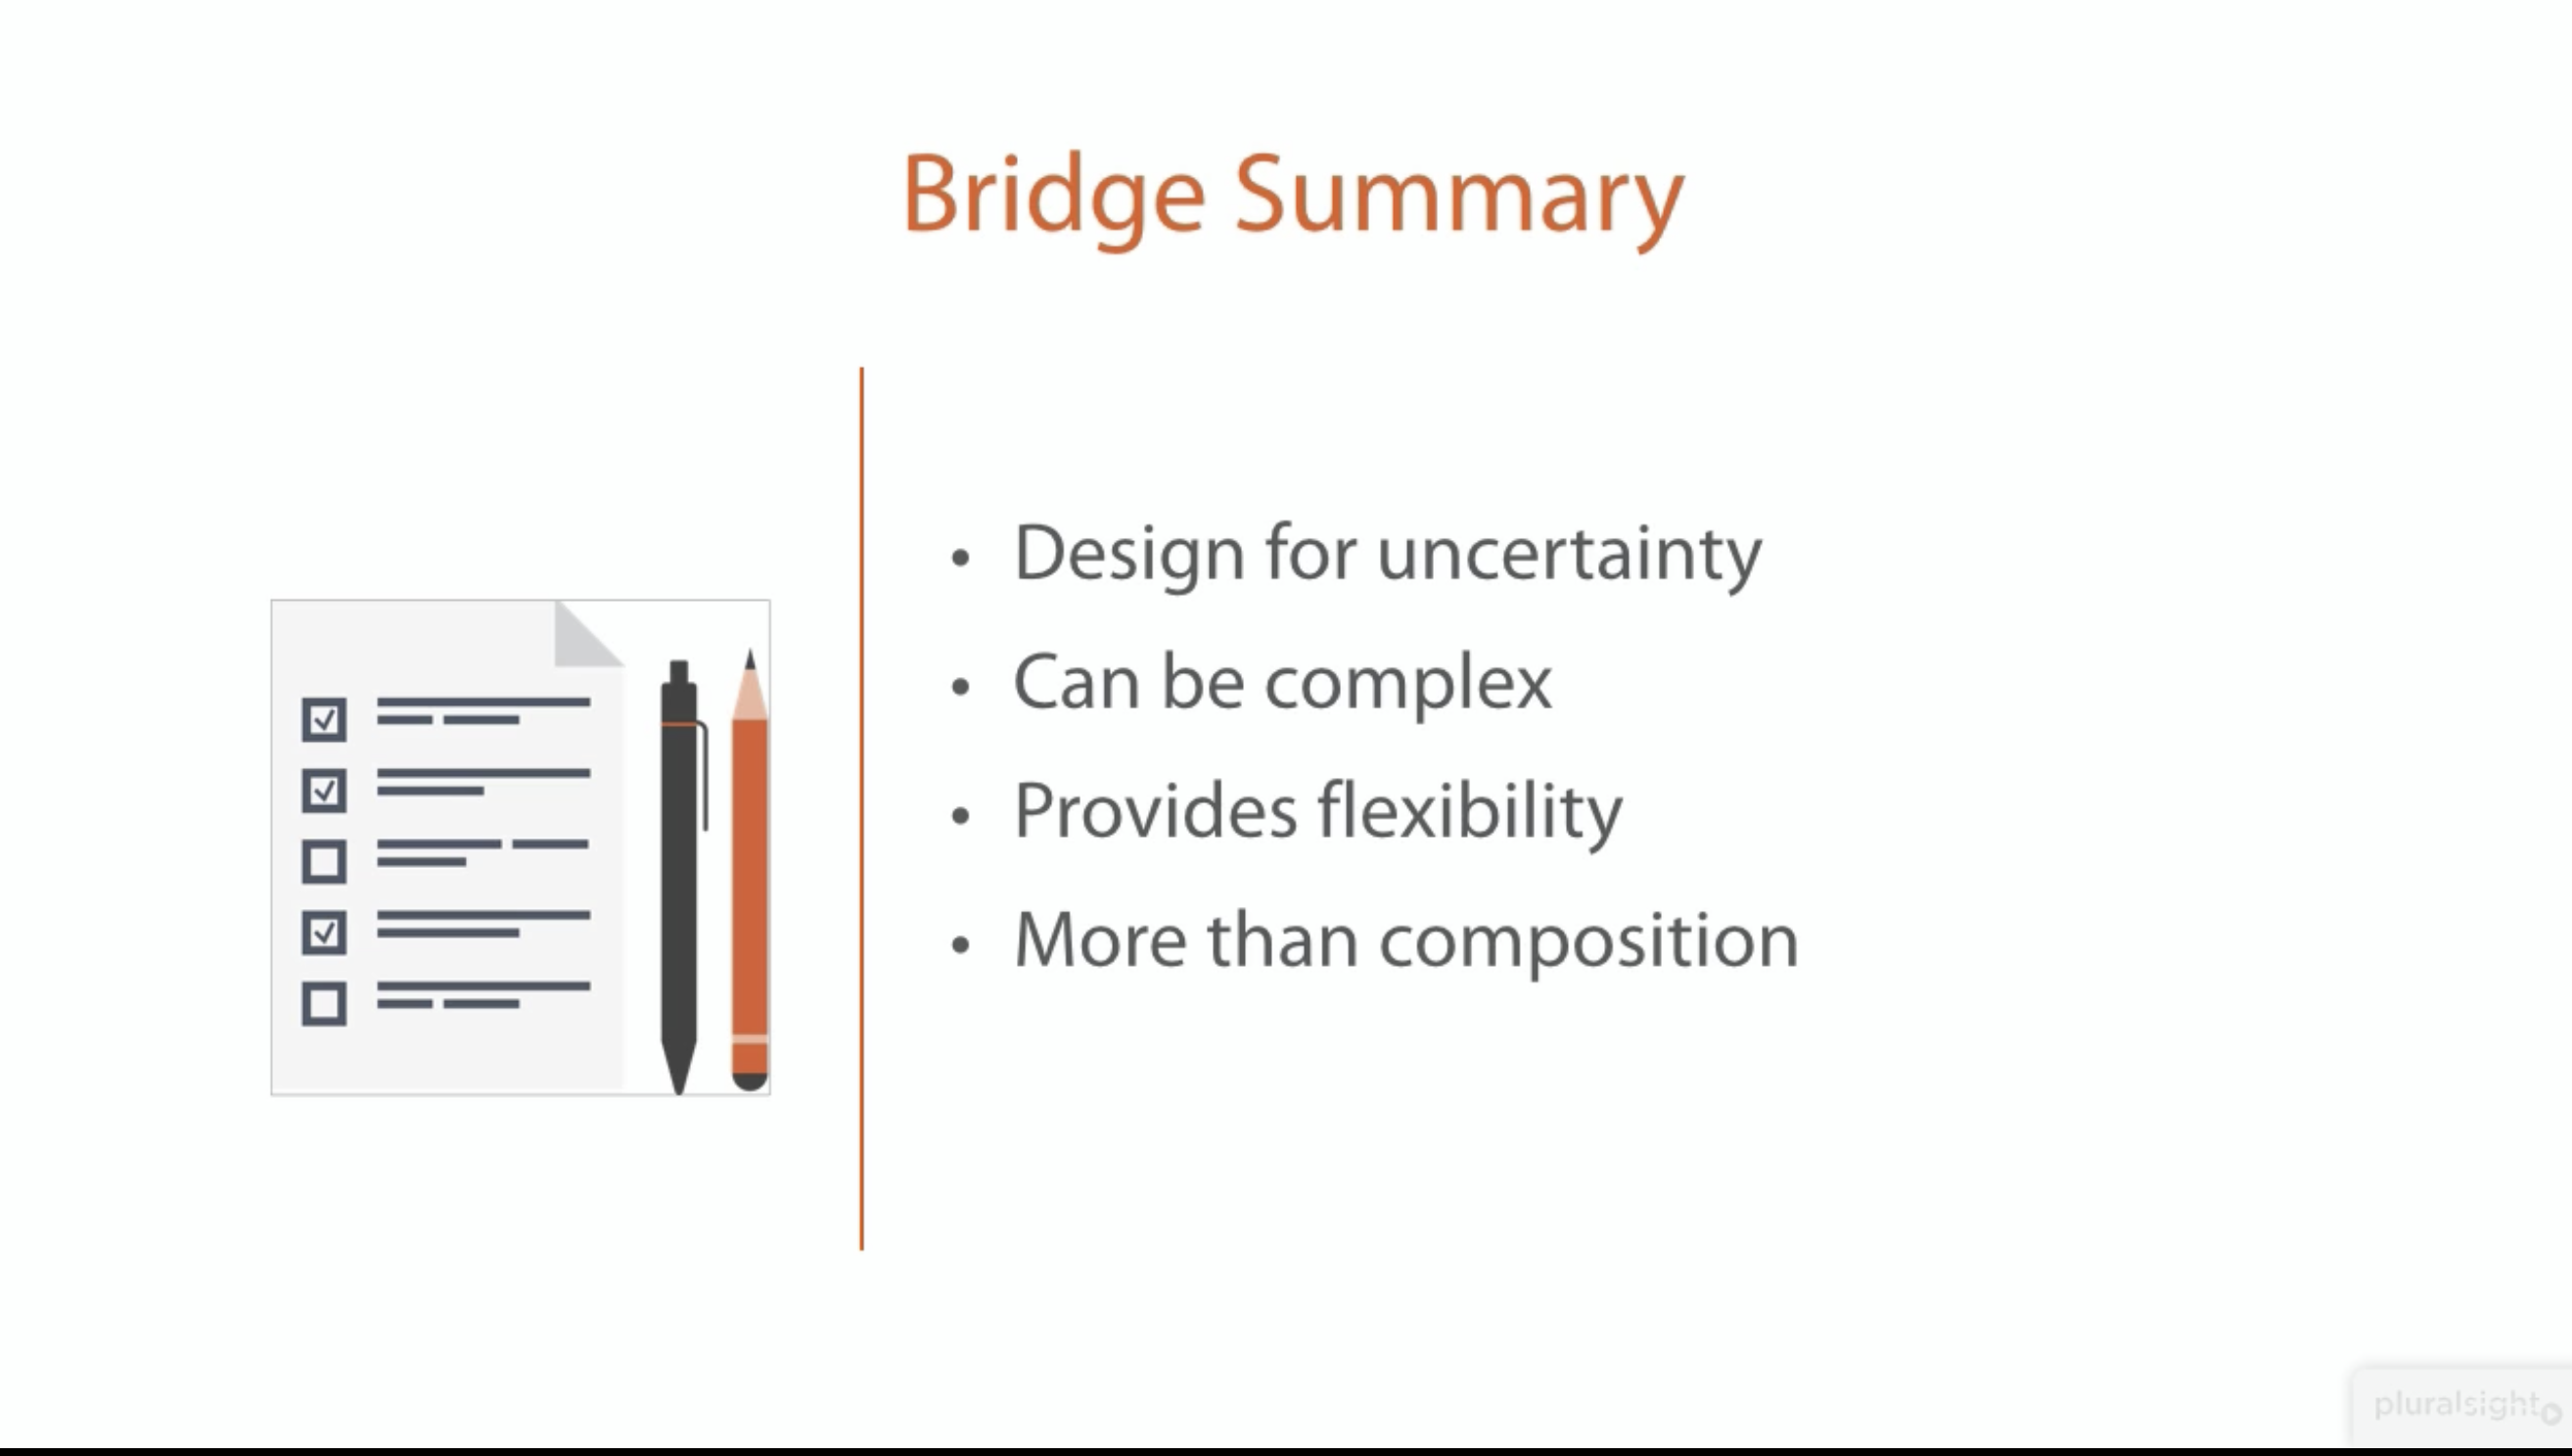 Bridge Summary
• Design for uncertainty
• Can be complex
• Provides flexibility
• More than composition
pluralsight